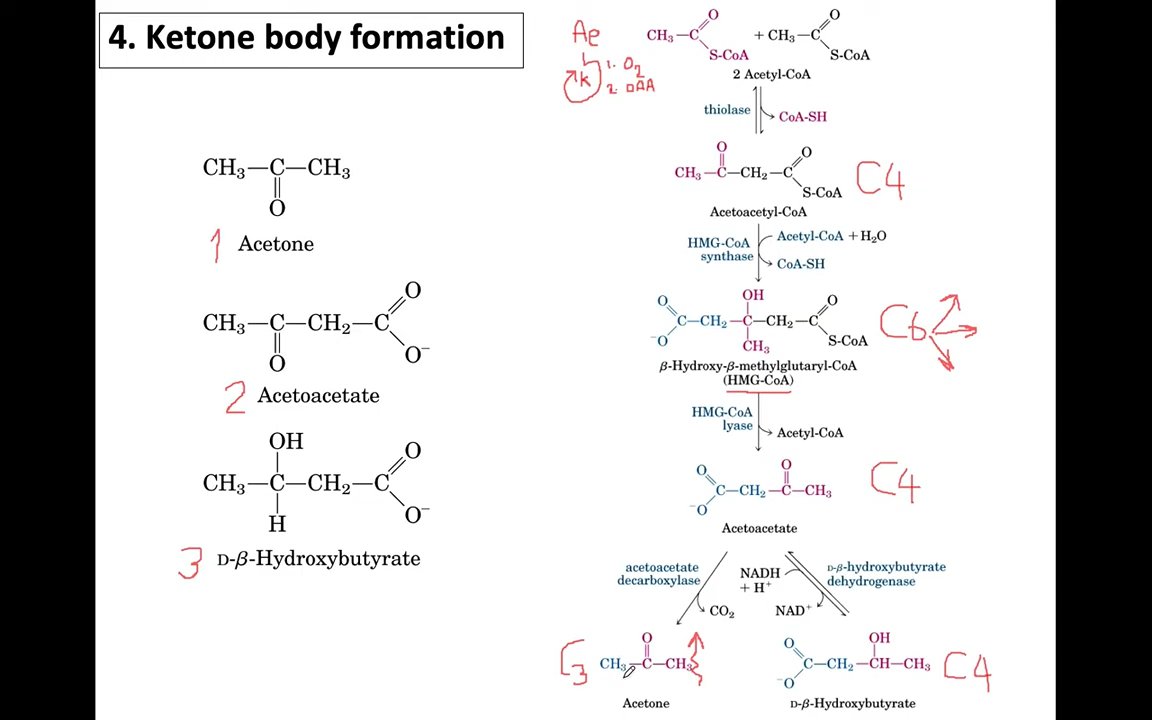 4. Ketone body formation
CH₃—C—CH₃
O
1 Acetone
O
CH₃—C—CH₂—C
O O⁻
2 Acetoacetate
OH
O
CH₃—C—CH₂—C
H O⁻
3 D-β-Hydroxybutyrate
Ae
1. O₂
K
2. OAA
O O
CH₃—C + CH₃—C
S-CoA S-CoA
2 Acetyl-CoA
thiolase
CoA-SH
O O
CH₃—C—CH₂—C
S-CoA
C4
Acetoacetyl-CoA
HMG-CoA
synthase
Acetyl-CoA + H₂O
CoA-SH
O OH O
C—CH₂—C—CH₂—C
⁻O CH₃ S-CoA
C6
β-Hydroxy-β-methylglutaryl-CoA
(HMG-CoA)
HMG-CoA
lyase
Acetyl-CoA
O O
C—CH₂—C—CH₃
⁻O
C4
Acetoacetate
acetoacetate
decarboxylase
CO₂
NADH
+ H⁺
NAD⁺
D-β-hydroxybutyrate
dehydrogenase
O
CH₃—C—CH₃
C3
Acetone
O OH
C—CH₂—CH—CH₃
⁻O
C4
D-β-Hydroxybutyrate